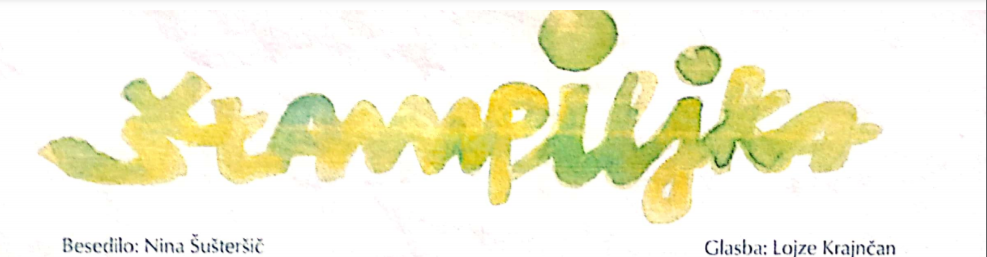 Štampiljka
Besedilo: Nina Šušteršič
Glasba: Lojze Krajnčan